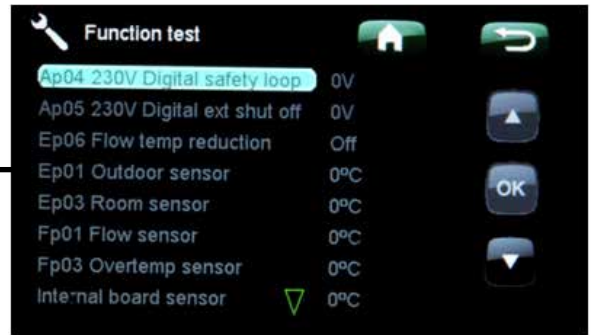 Function test
Ap04 230V Digital safety loop 0V
Ap05 230V Digital ext shut off 0V
Ep06 Flow temp reduction Off
Ep01 Outdoor sensor 0ºC
Ep03 Room sensor 0ºC
OK
Fp01 Flow sensor 0ºC
Fp03 Overtemp sensor 0ºC
Internal board sensor 0ºC